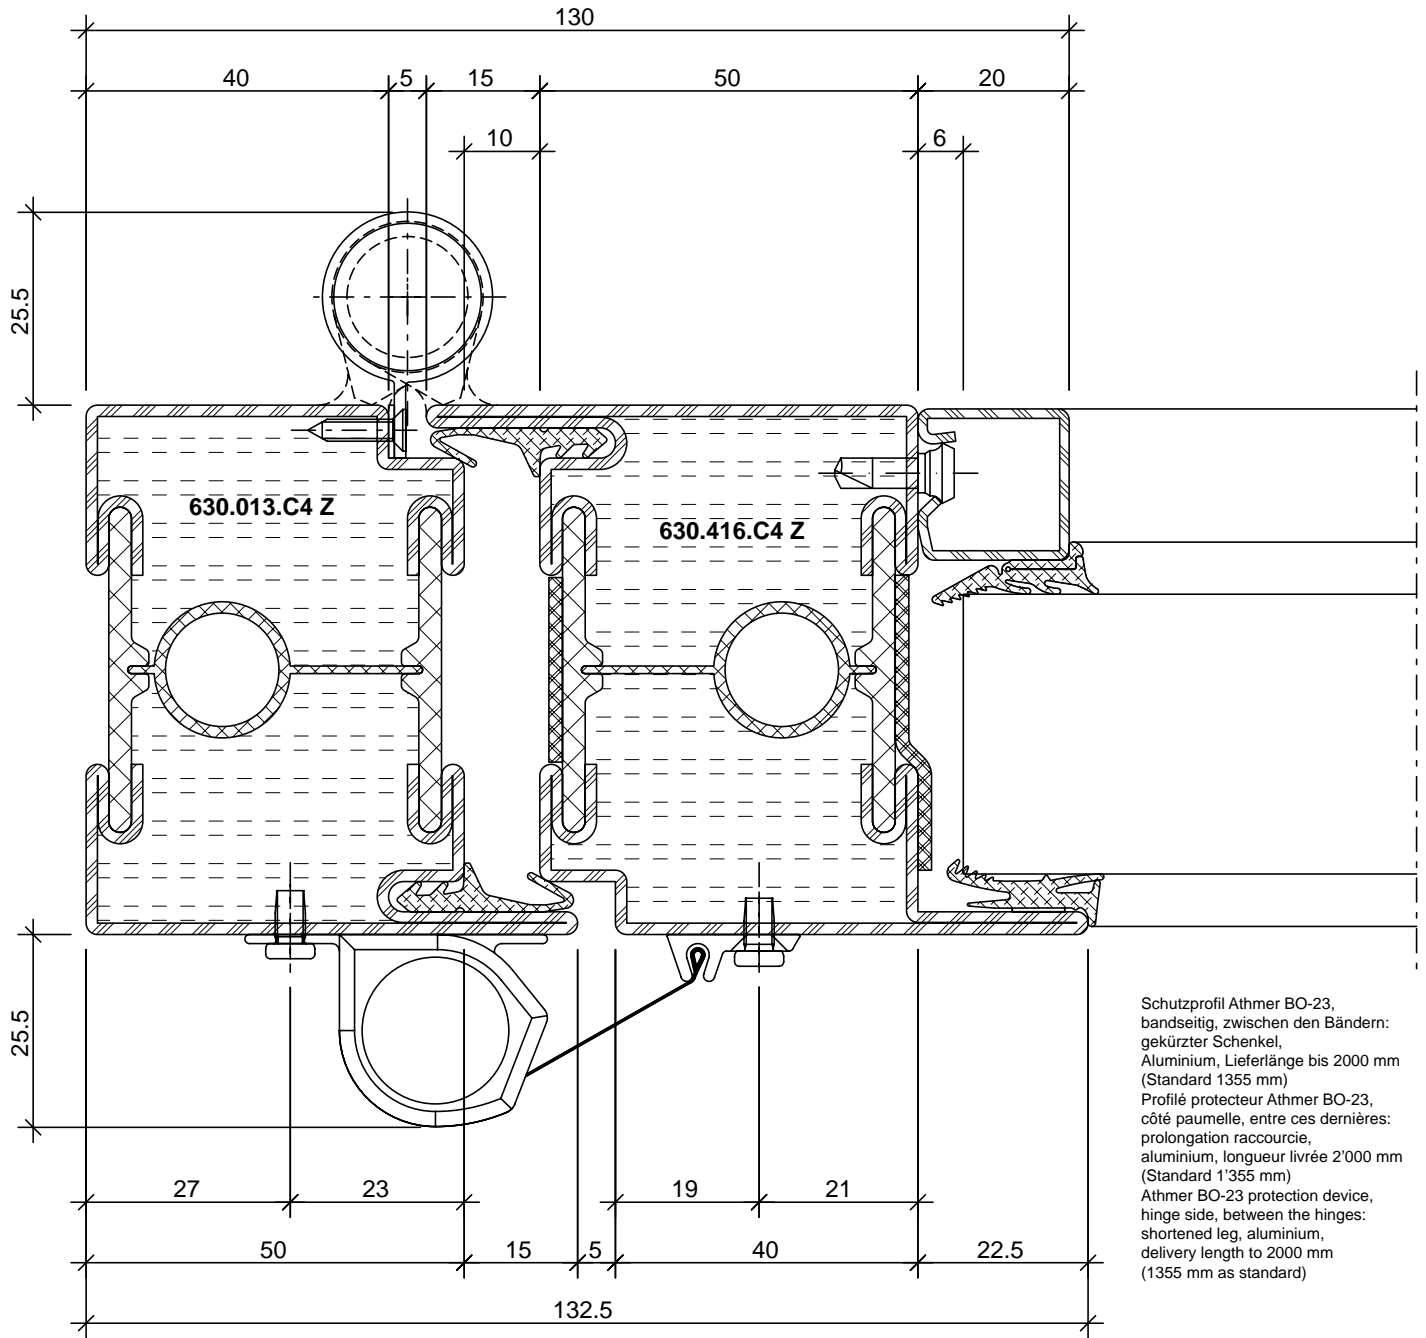 130
40 5 15 50 20
10 6
25.5
630.013.C4 Z
630.416.C4 Z
25.5
Schutzprofil Athmer BO-23,
bandseitig, zwischen den Bändern:
gekürzter Schenkel,
Aluminium, Lieferlänge bis 2000 mm
(Standard 1355 mm)
Profilé protecteur Athmer BO-23,
côté paumelle, entre ces dernières:
prolongation raccourcie,
aluminium, longueur livrée 2'000 mm
(Standard 1'355 mm)
Athmer BO-23 protection device,
hinge side, between the hinges:
shortened leg, aluminium,
delivery length to 2000 mm
(1355 mm as standard)
27 23 19 21
50 15 5 40 22.5
132.5